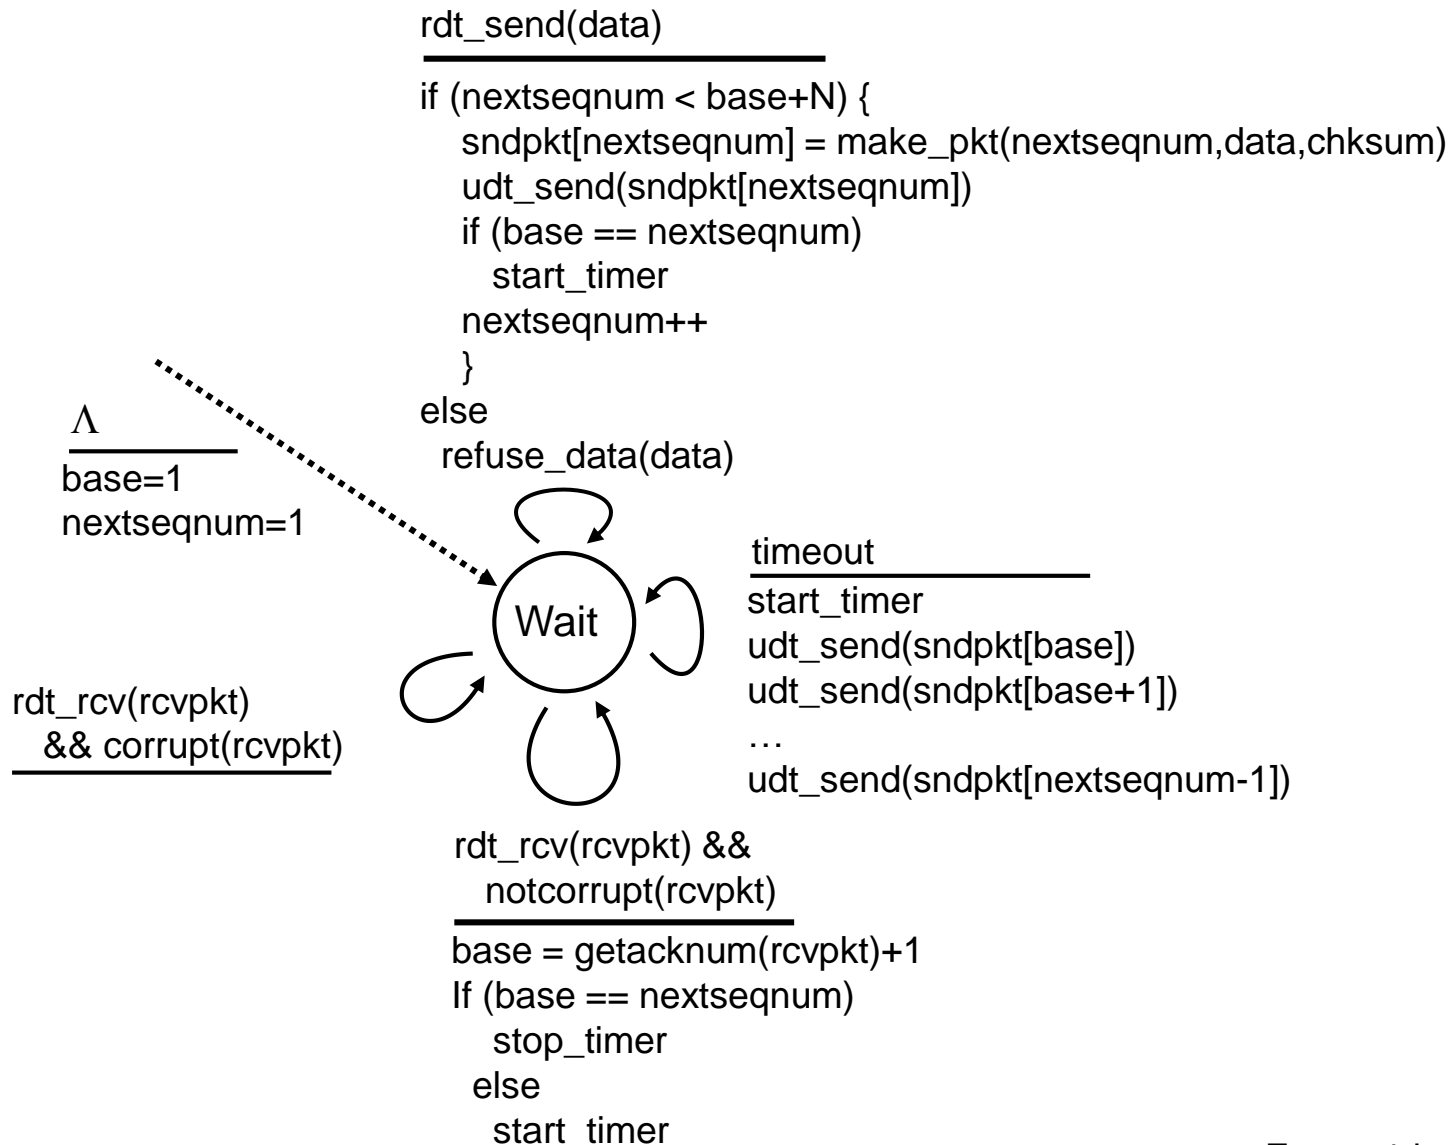 rdt_send(data)
if (nextseqnum < base+N) {
sndpkt[nextseqnum] = make_pkt(nextseqnum,data,chksum)
udt_send(sndpkt[nextseqnum])
if (base == nextseqnum)
start_timer
nextseqnum++
}
else
refuse_data(data)
Λ
base=1
nextseqnum=1
Wait
timeout
start_timer
udt_send(sndpkt[base])
udt_send(sndpkt[base+1])
…
udt_send(sndpkt[nextseqnum-1])
rdt_rcv(rcvpkt)
&& corrupt(rcvpkt)
rdt_rcv(rcvpkt) &&
notcorrupt(rcvpkt)
base = getacknum(rcvpkt)+1
If (base == nextseqnum)
stop_timer
else
start_timer